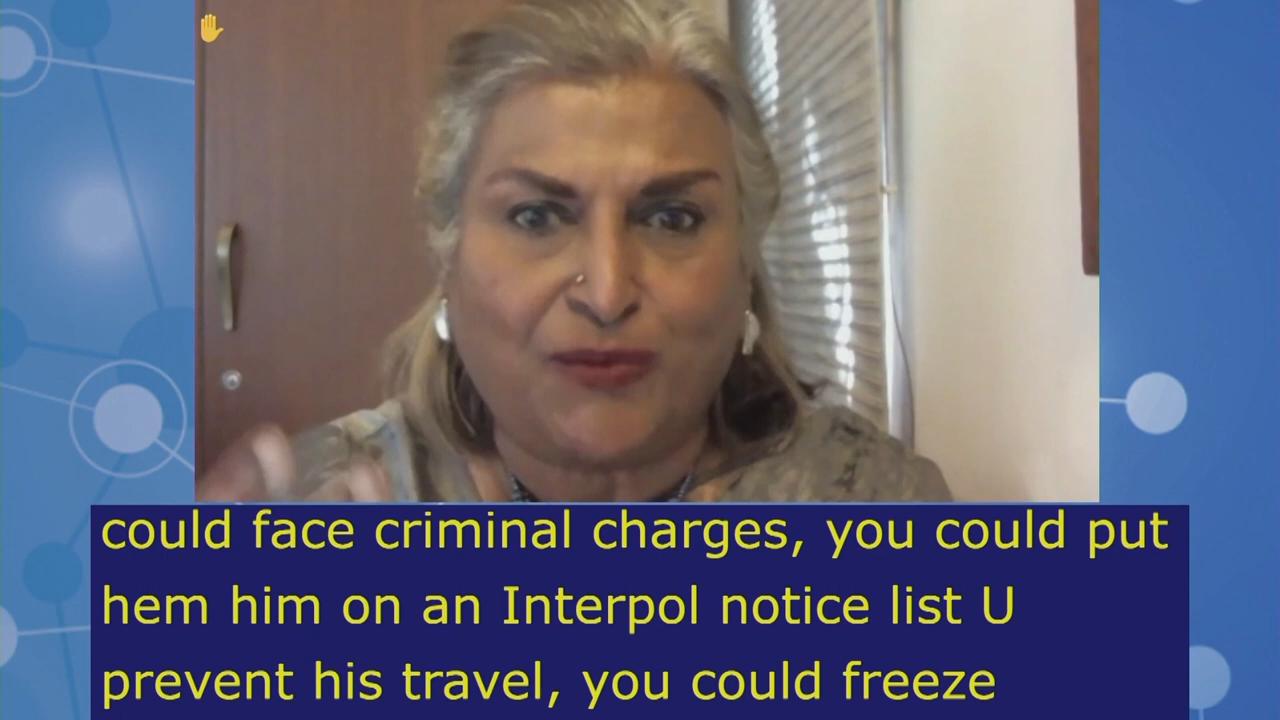 could face criminal charges, you could put
hem him on an Interpol notice list U
prevent his travel, you could freeze